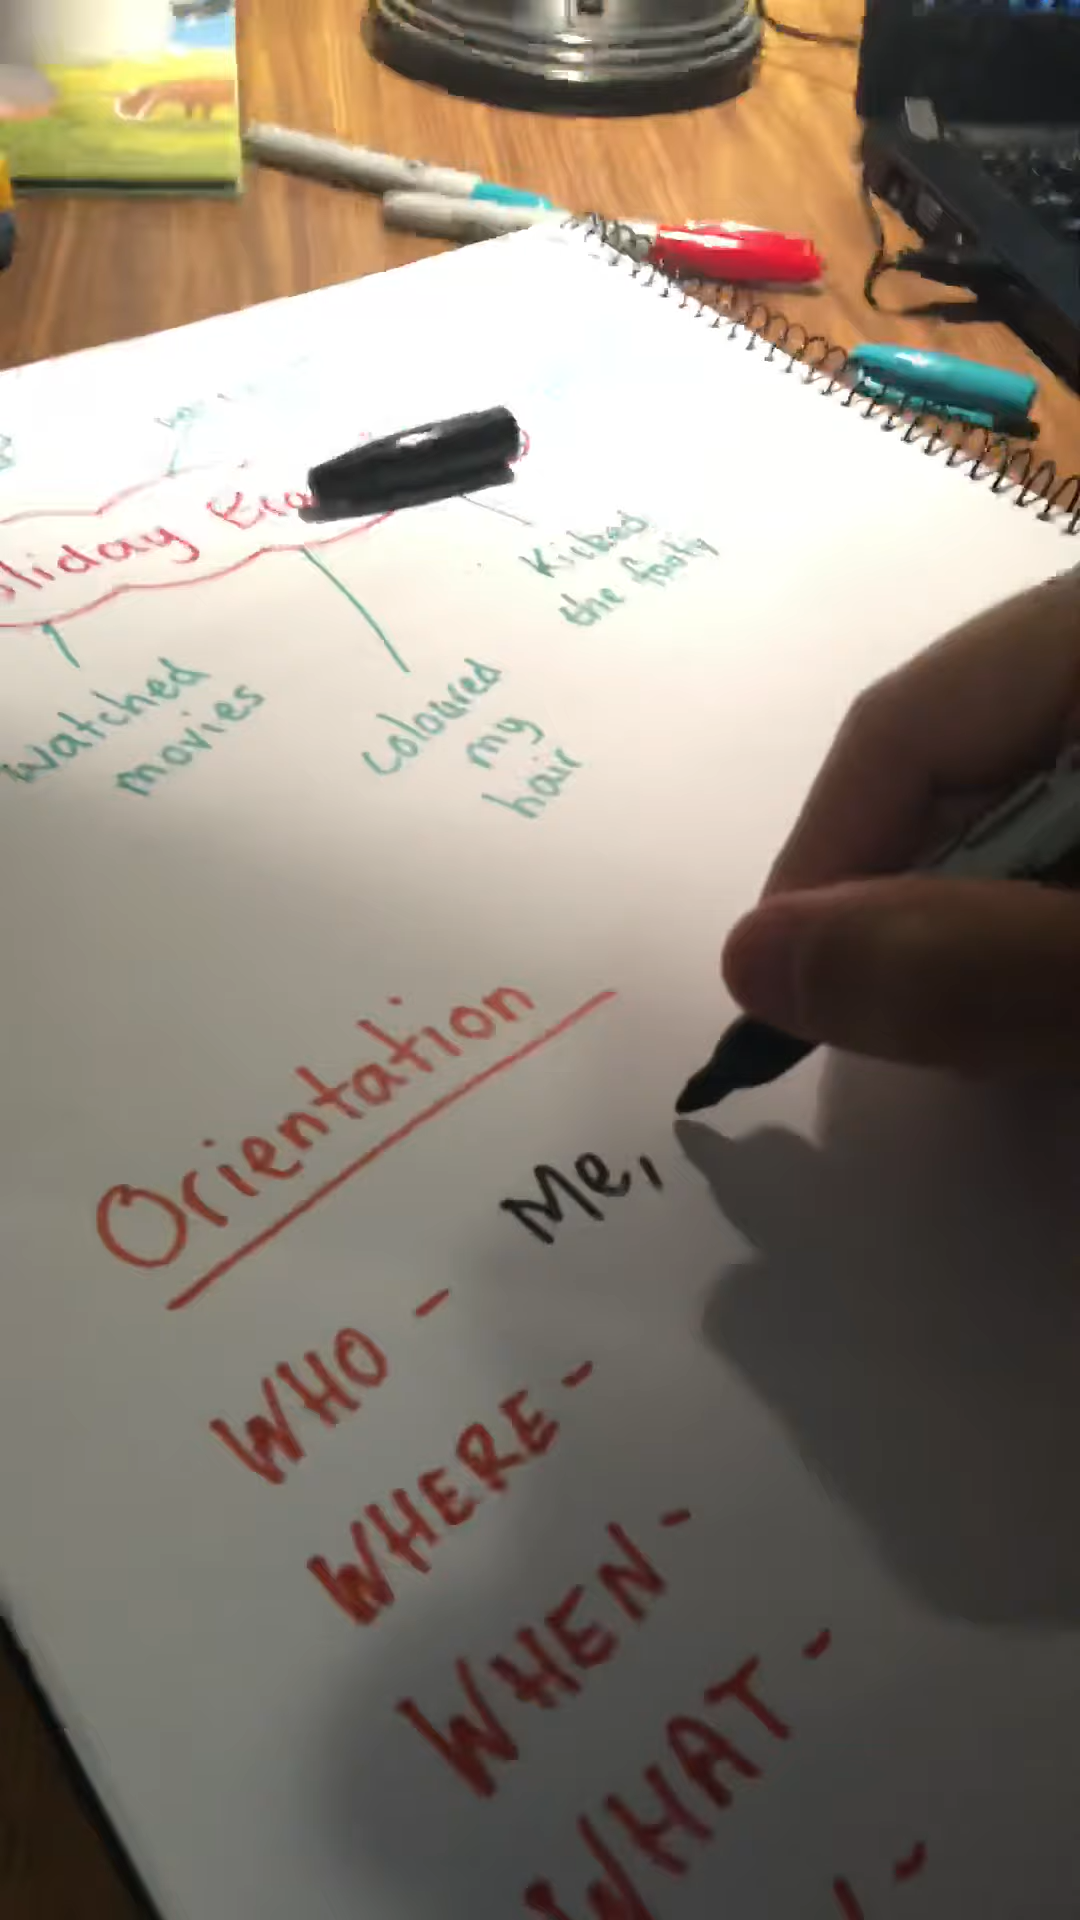 watched
movies
coloured
my
hair
Kicked
the footy
Orientation
WHO - Me,
WHERE -
WHEN -
WHAT -